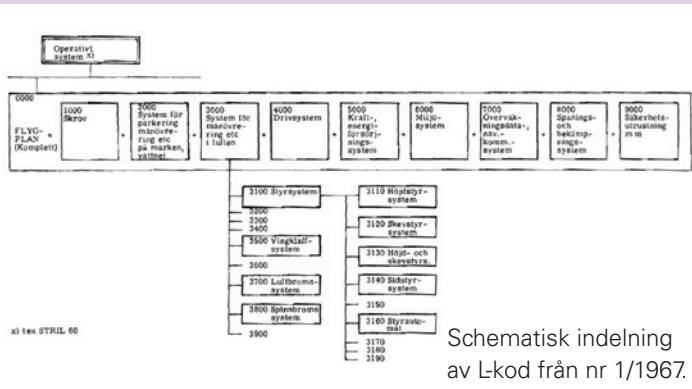 Operativt
system x)
0000
FLYG-
PLAN
(Komplett)
1000
Skrov
2000
System för
parkering
manövre-
ring etc
på marken,
vattnet
3000
System för
manövre-
ring etc
i luften
4000
Drivsystem
5000
Kraft-,
energi-
försörj-
nings-
system
6000
Miljö-
system
7000
Övervak-
ningsdata-,
nav.-
komm.-
system
8000
Spanings-
och
bekämp-
nings-
system
9000
Säkerhets-
utrustning
m m
3100 Styrsystem
3200
3300
3400
3500 Vingklaff-
system
3600
3700 Luftbroms-
system
3800 Spinnbroms
system
3900
3110 Höjdstyr-
system
3120 Skevstyr-
system
3130 Höjd- och
skevstyrs.
3140 Sidstyr-
system
3150
3160 Styrauto-
mat
3170
3180
3190
x) tex STRIL 60
Schematisk indelning
av L-kod från nr 1/1967.